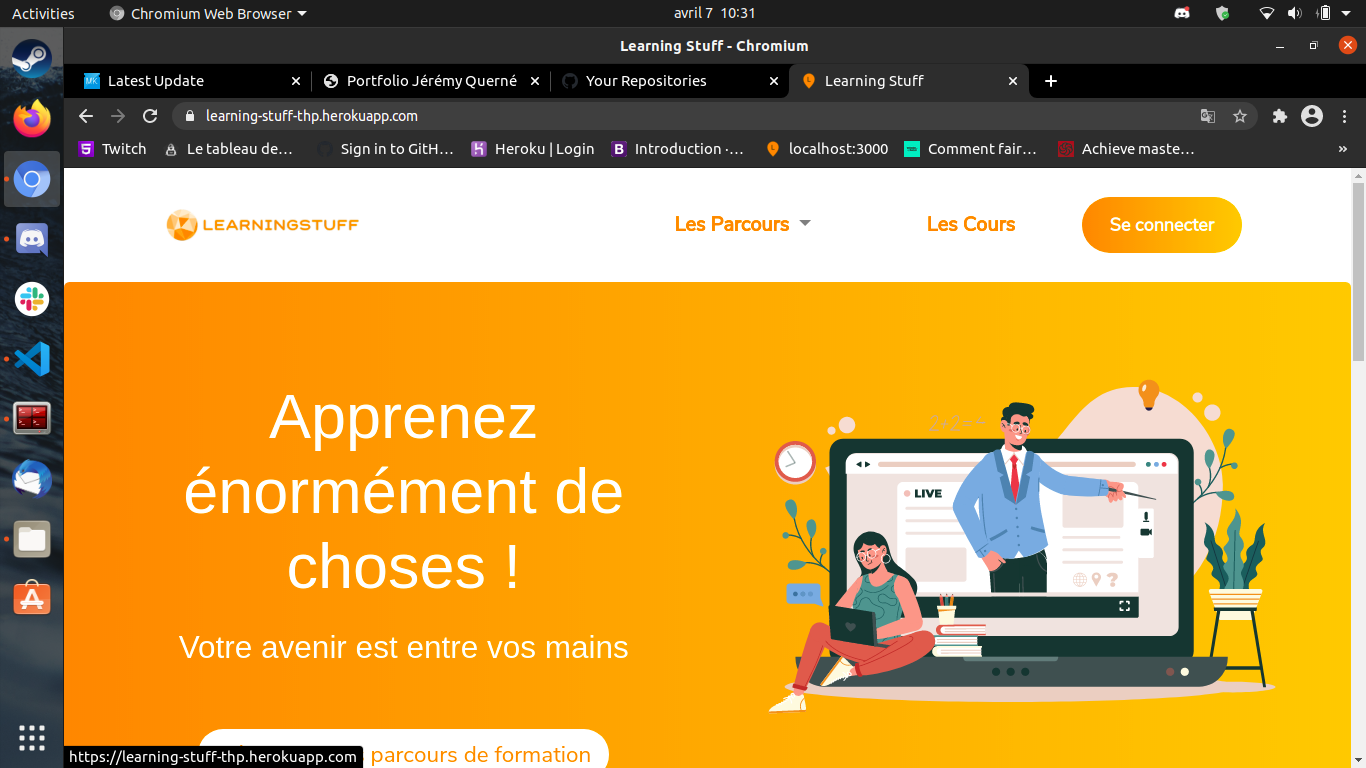 Activities
Chromium Web Browser
avril 7 10:31
Learning Stuff - Chromium
MK
Latest Update
Portfolio Jérémy Querné
Your Repositories
Learning Stuff
learning-stuff-thp.herokuapp.com
Twitch
Le tableau de…
Sign in to GitH…
Heroku | Login
Introduction ·…
localhost:3000
Comment fair…
Achieve maste…
»
LEARNINGSTUFF
Les Parcours
Les Cours
Se connecter
Apprenez
énormément de
choses !
Votre avenir est entre vos mains
2+2 =
LIVE
parcours de formation
https://learning-stuff-thp.herokuapp.com